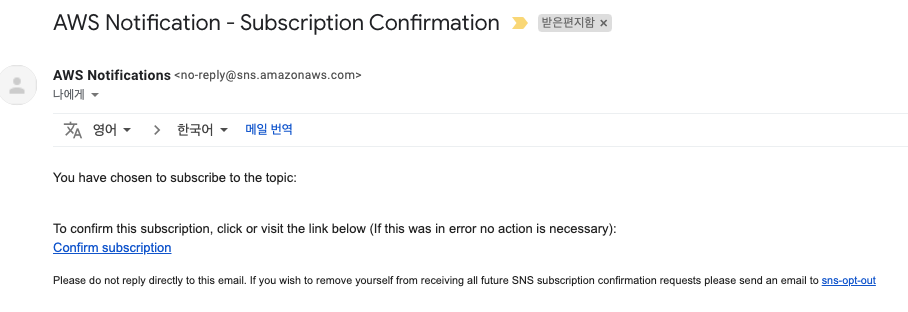 AWS Notification - Subscription Confirmation 받은편지함 ×
AWS Notifications <no-reply@sns.amazonaws.com>
나에게
영어 > 한국어 메일 번역
You have chosen to subscribe to the topic:
To confirm this subscription, click or visit the link below (If this was in error no action is necessary):
Confirm subscription
Please do not reply directly to this email. If you wish to remove yourself from receiving all future SNS subscription confirmation requests please send an email to sns-opt-out